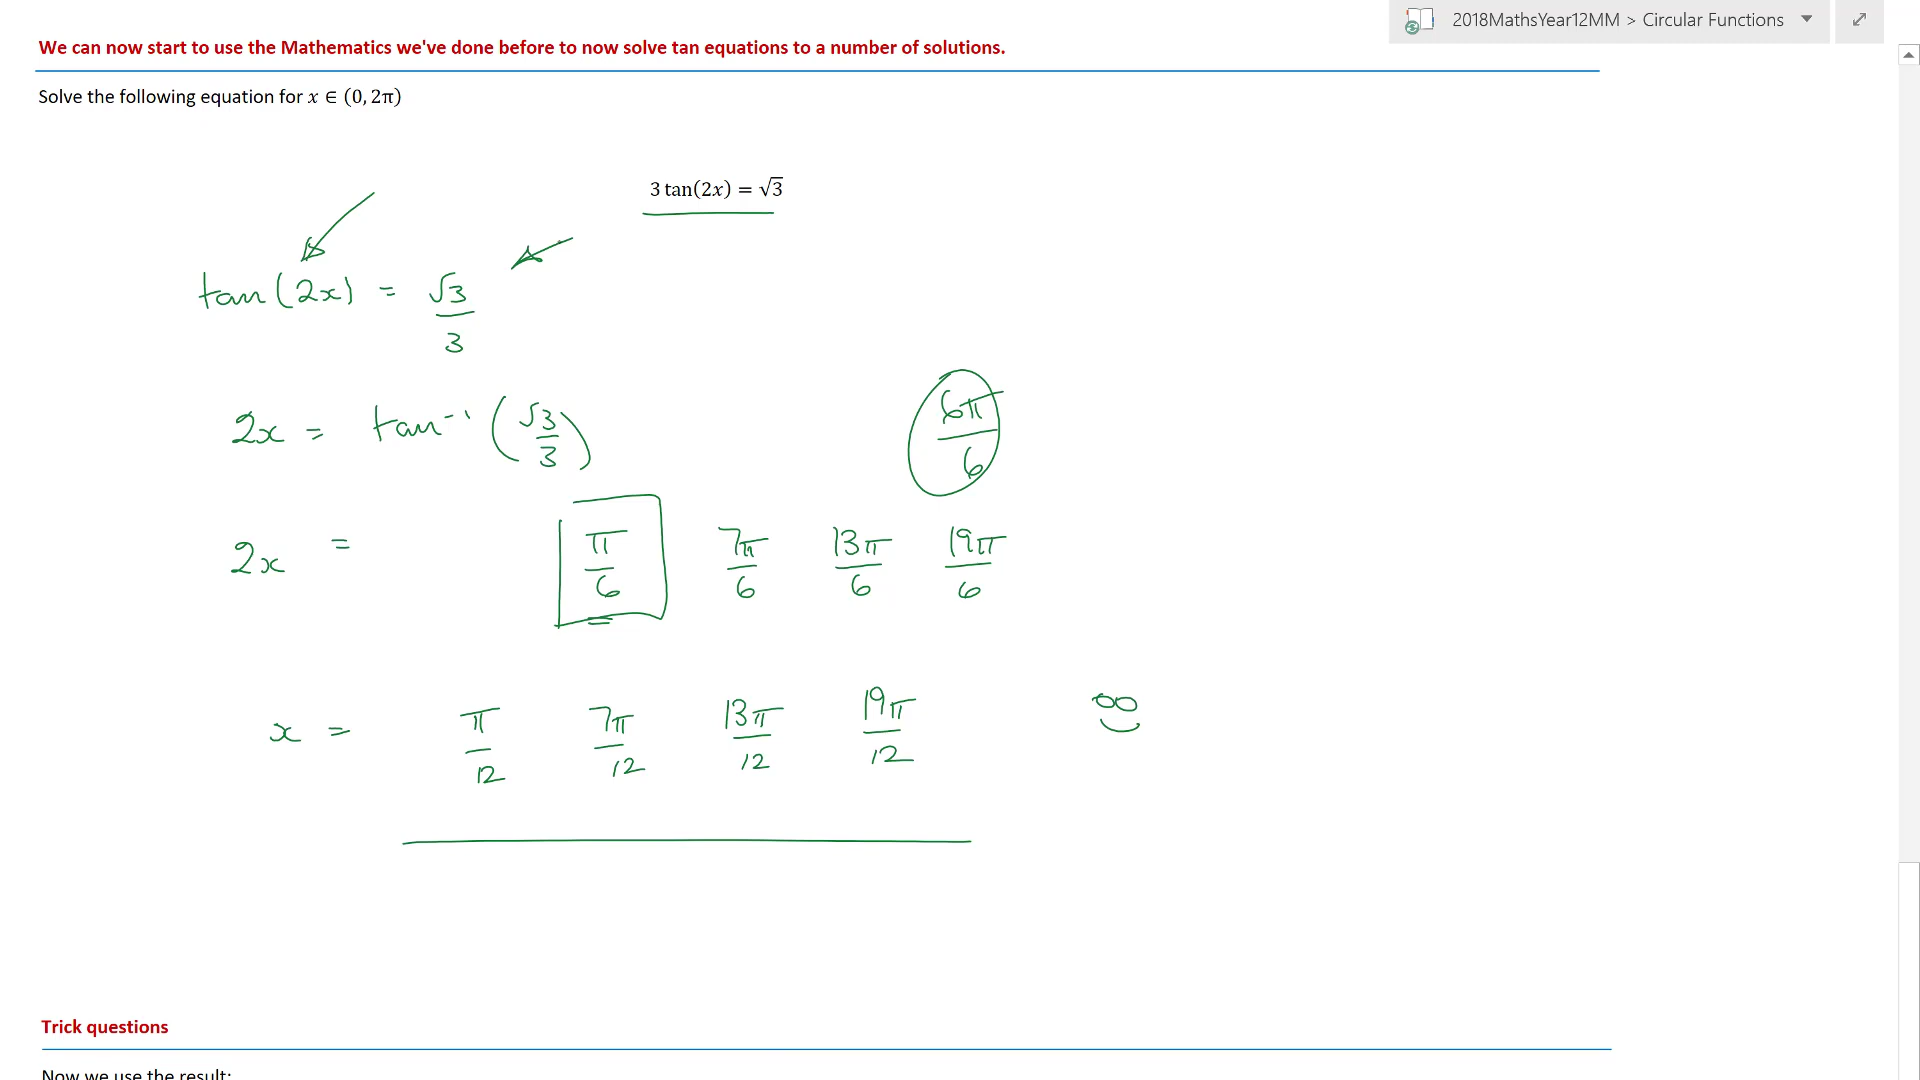 2018MathsYear12MM > Circular Functions
We can now start to use the Mathematics we've done before to now solve tan equations to a number of solutions.
Solve the following equation for x ∈ (0, 2π)
3 tan(2x) = √3
tan(2x) = √3/3
2x = tan⁻¹(√3/3)
6π/6
2x = π/6 7π/6 13π/6 19π/6
x = π/12 7π/12 13π/12 19π/12
Trick questions
Now we use the result: